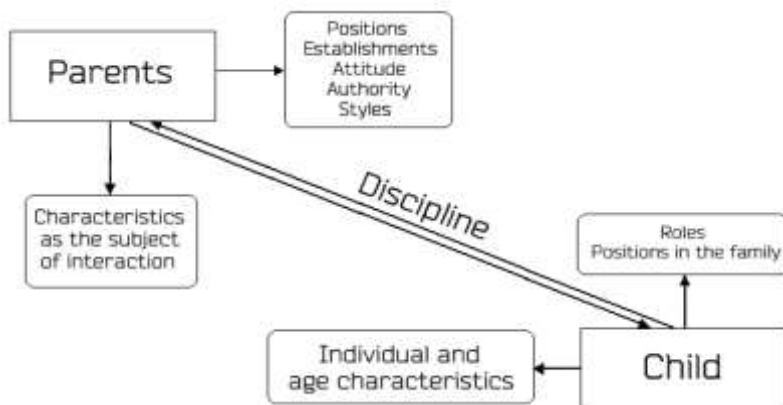 Parents
Positions
Establishments
Attitude
Authority
Styles
Characteristics
as the subject
of interaction
Discipline
Roles
Positions in the family
Individual and
age characteristics
Child